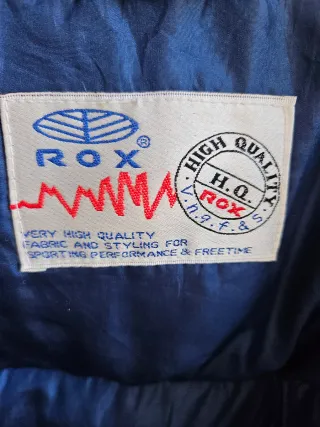 ROX®
VERY HIGH QUALITY
FABRIC AND STYLING FOR
SPORTING PERFORMANCE & FREETIME
HIGH QUALITY
H.Q.
ROX
V.h.q.f.&S.